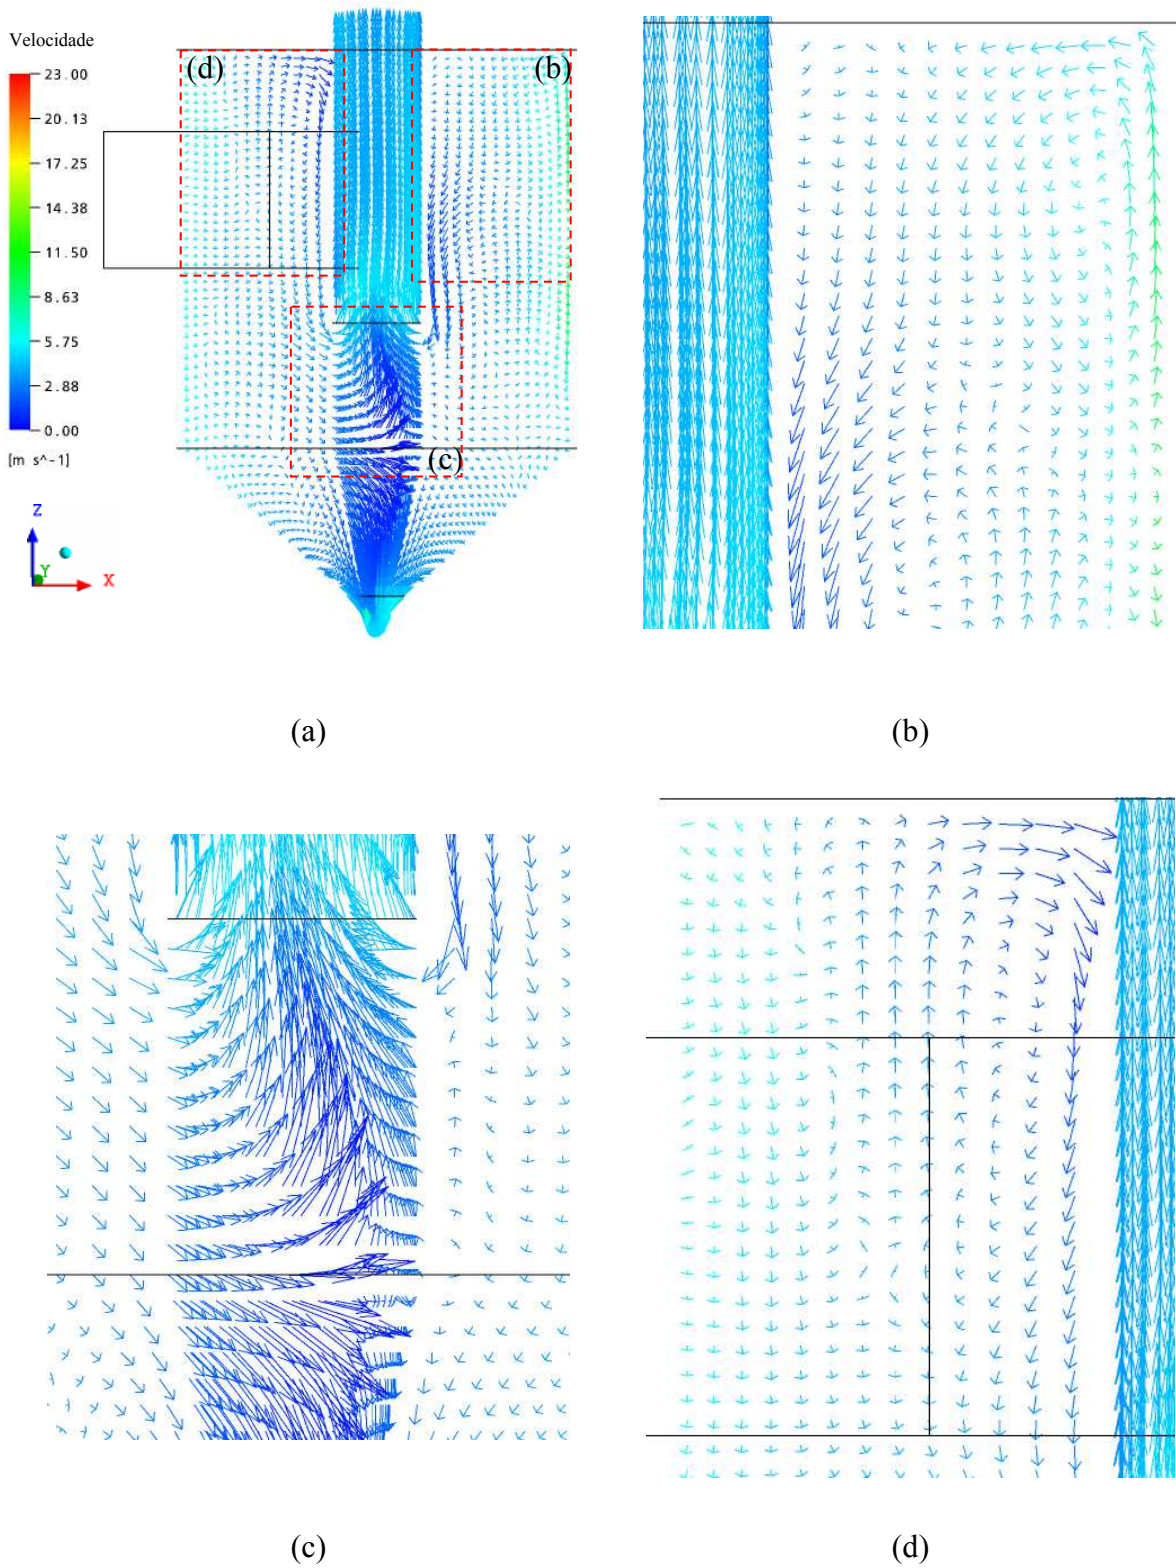 Velocidade
23.00
20.13
17.25
14.38
11.50
8.63
5.75
2.88
0.00
[m s^-1]
Z
Y
X
(d)
(b)
(c)
(a)
(b)
(c)
(d)